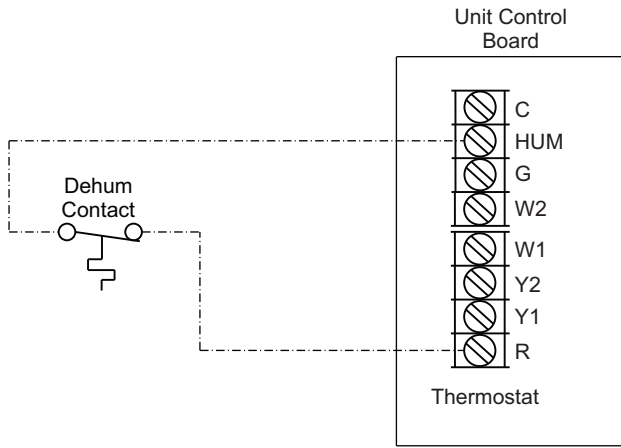 Unit Control
Board
C
HUM
G
W2
Dehum
Contact
W1
Y2
Y1
R
Thermostat